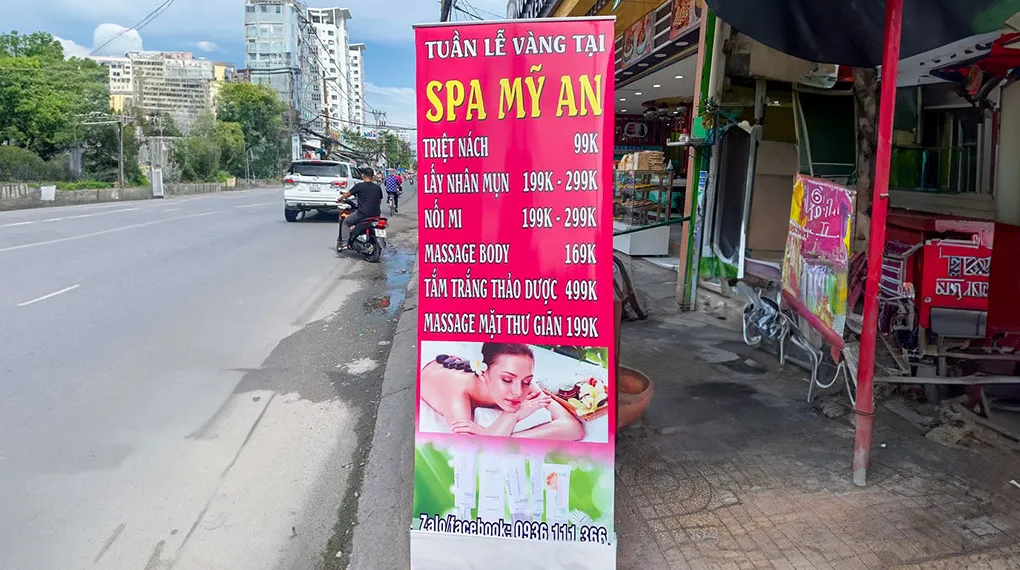 TUẦN LỄ VÀNG TẠI
SPA MỸ AN
TRIỆT NÁCH 99K
LẤY NHÂN MỤN 199K - 299K
NỐI MI 199K - 299K
MASSAGE BODY 169K
TẮM TRẮNG THẢO DƯỢC 499K
MASSAGE MẶT THƯ GIÃN 199K
Zalo/facebook: 0936 111 366